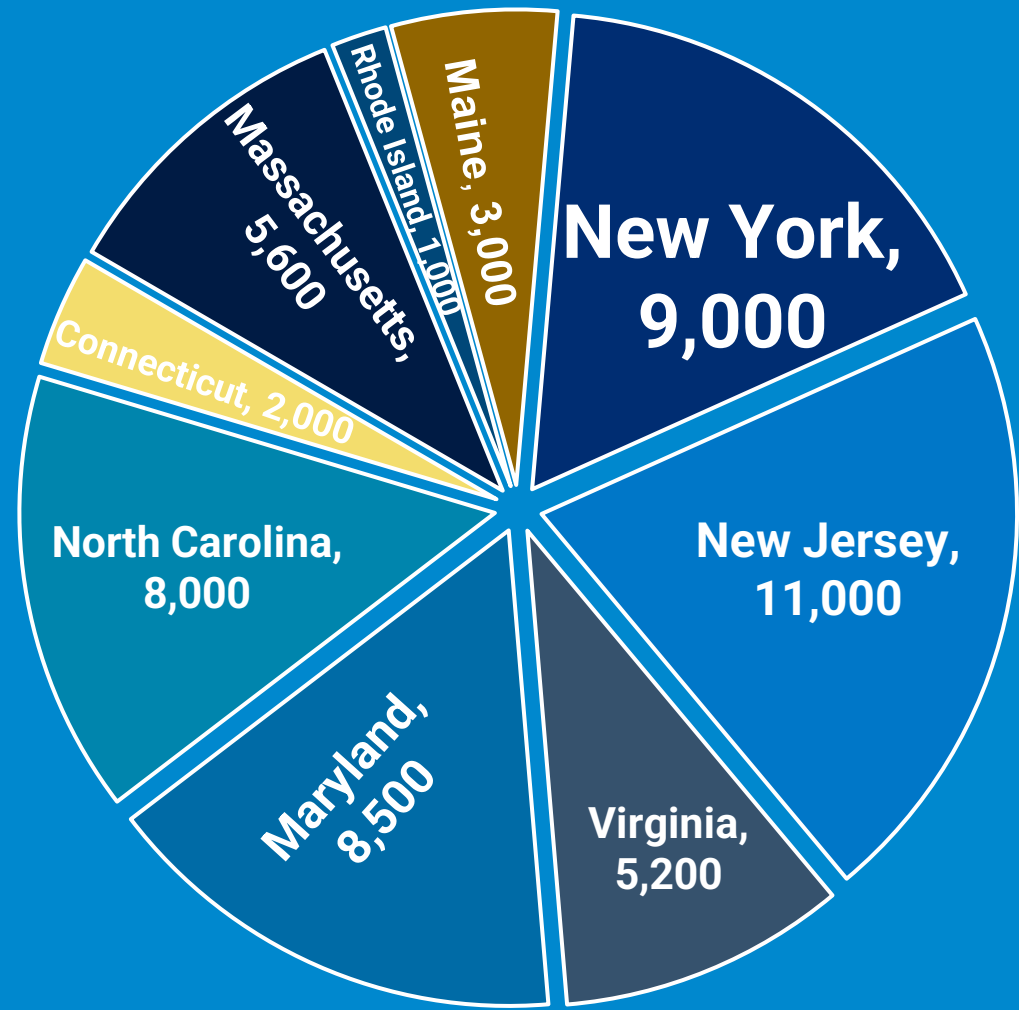 New York,
9,000
New Jersey,
11,000
Virginia,
5,200
Maryland,
8,500
North Carolina,
8,000
Connecticut, 2,000
Massachusetts,
5,600
Rhode Island, 1,000
Maine, 3,000